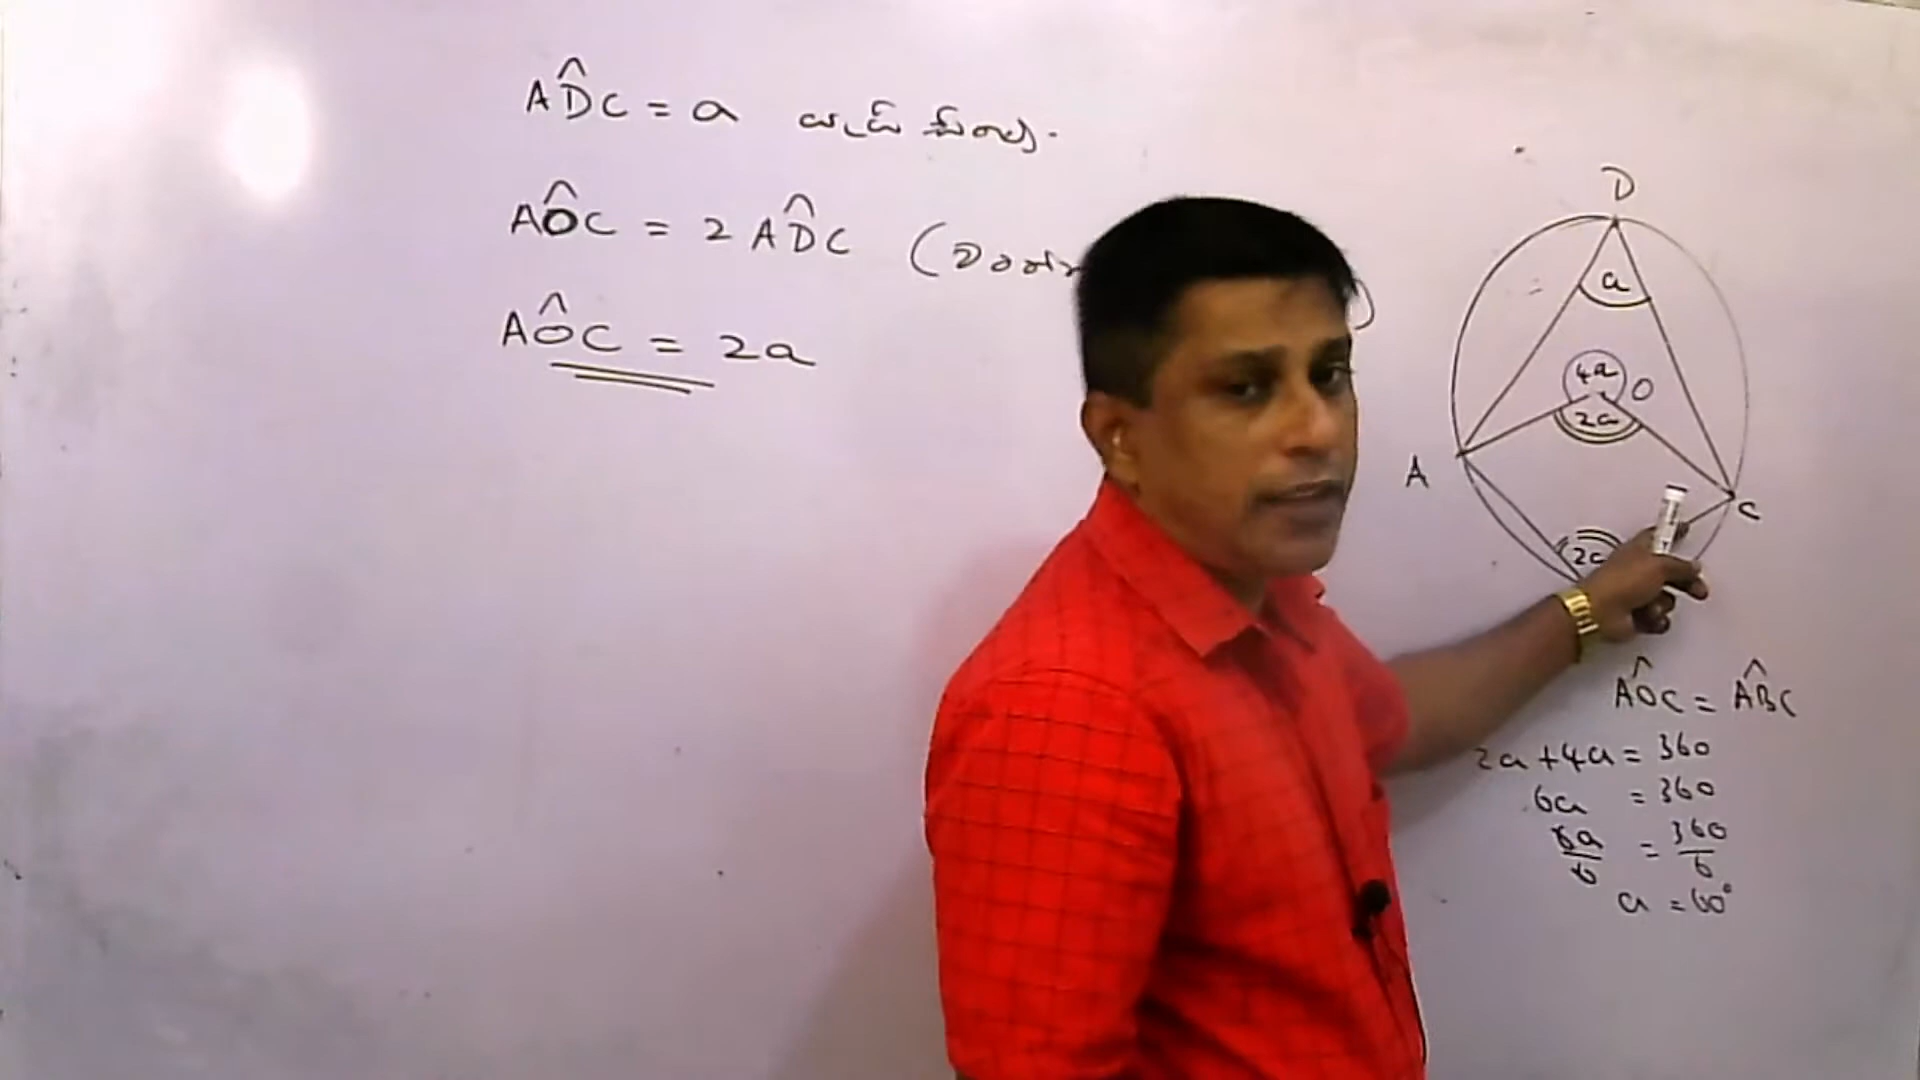 AD̂C = a යැයි ගනිමු.
AÔC = 2 AD̂C (
AÔC = 2a
D
a
4a
O
2a
A
C
2a
AÔC = AB̂C
2a + 4a = 360
6a = 360
6a/6 = 360/6
a = 60°